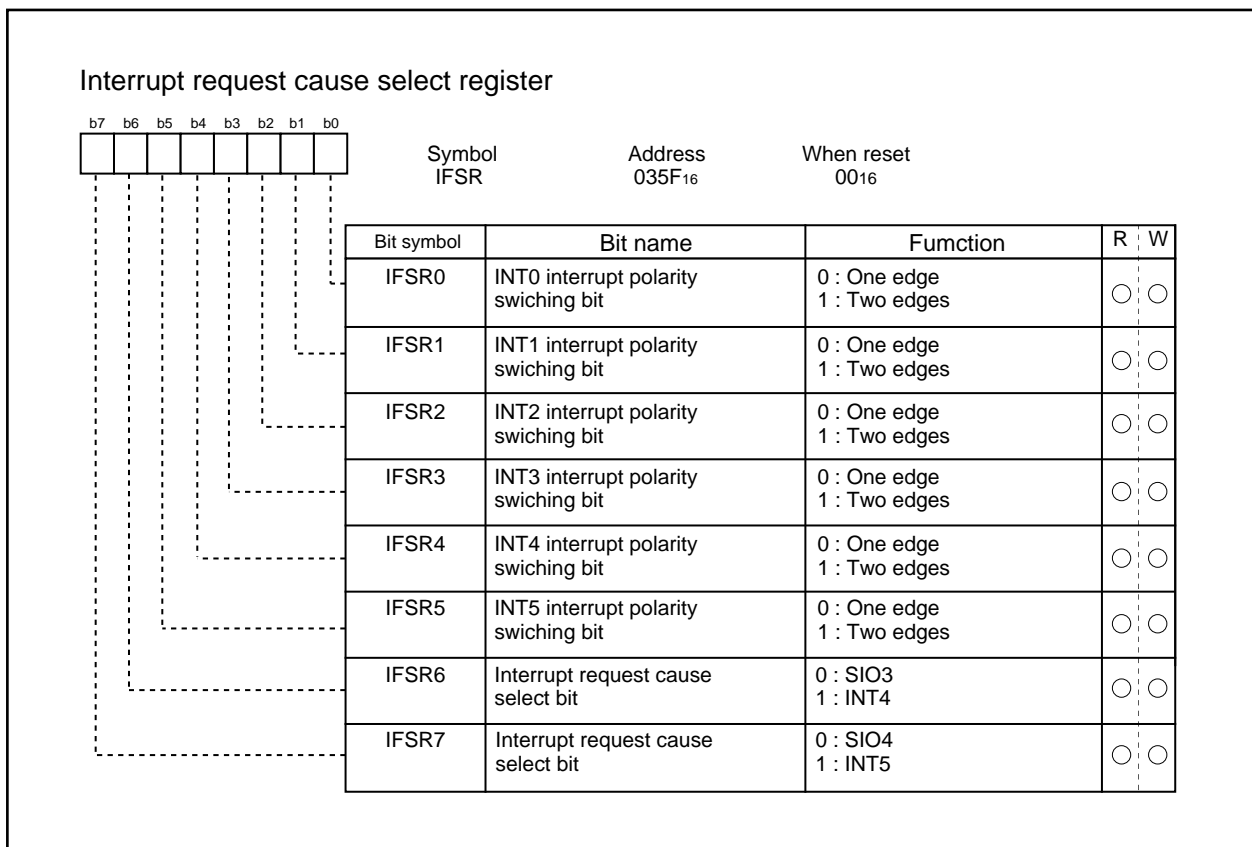 Interrupt request cause select register
b7 b6 b5 b4 b3 b2 b1 b0
Symbol Address When reset
IFSR 035F16 0016
Bit symbol Bit name Fumction R W
IFSR0 INT0 interrupt polarity 0 : One edge
swiching bit 1 : Two edges
IFSR1 INT1 interrupt polarity 0 : One edge
swiching bit 1 : Two edges
IFSR2 INT2 interrupt polarity 0 : One edge
swiching bit 1 : Two edges
IFSR3 INT3 interrupt polarity 0 : One edge
swiching bit 1 : Two edges
IFSR4 INT4 interrupt polarity 0 : One edge
swiching bit 1 : Two edges
IFSR5 INT5 interrupt polarity 0 : One edge
swiching bit 1 : Two edges
IFSR6 Interrupt request cause 0 : SIO3
select bit 1 : INT4
IFSR7 Interrupt request cause 0 : SIO4
select bit 1 : INT5